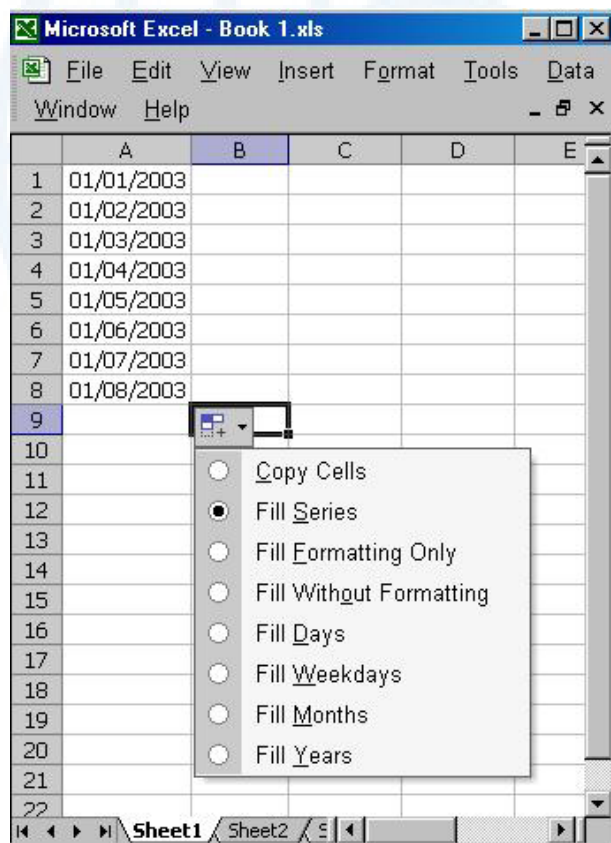 Microsoft Excel - Book 1.xls
File Edit View Insert Format Tools Data
Window Help
A B C D E
1 01/01/2003
2 01/02/2003
3 01/03/2003
4 01/04/2003
5 01/05/2003
6 01/06/2003
7 01/07/2003
8 01/08/2003
9
10
11 Copy Cells
12 Fill Series
13 Fill Formatting Only
14
15 Fill Without Formatting
16 Fill Days
17 Fill Weekdays
18
19 Fill Months
20 Fill Years
21
22
Sheet1 Sheet2 S